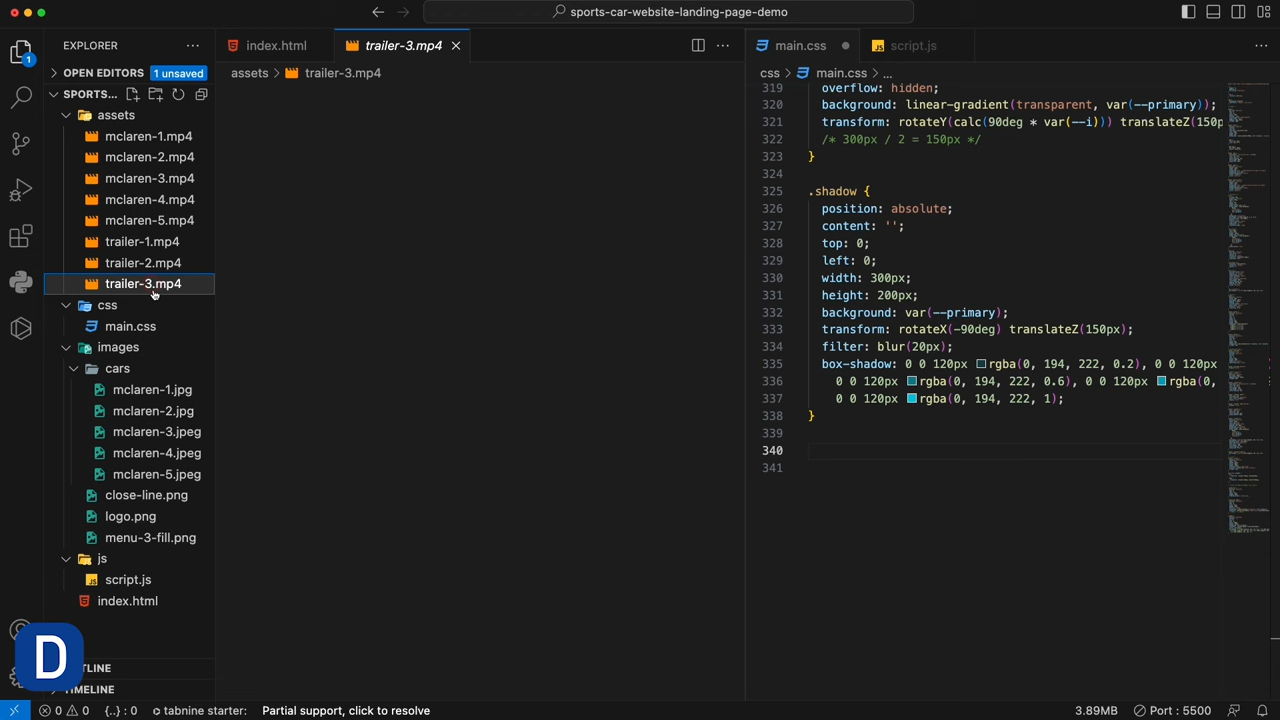 sports-car-website-landing-page-demo
EXPLORER
index.html
trailer-3.mp4
main.css
script.js
OPEN EDITORS
1 unsaved
assets
trailer-3.mp4
css
main.css
...
SPORTS...
assets
mclaren-1.mp4
mclaren-2.mp4
mclaren-3.mp4
mclaren-4.mp4
mclaren-5.mp4
trailer-1.mp4
trailer-2.mp4
trailer-3.mp4
css
main.css
images
cars
mclaren-1.jpg
mclaren-2.jpg
mclaren-3.jpeg
mclaren-4.jpeg
mclaren-5.jpeg
close-line.png
logo.png
menu-3-fill.png
js
script.js
index.html
TLINE
TIMELINE
D
1
319 overflow: hidden;
320 background: linear-gradient(transparent, var(--primary));
321 transform: rotateY(calc(90deg * var(--i))) translateZ(150p
322 /* 300px / 2 = 150px */
323 }
324
325 .shadow {
326 position: absolute;
327 content: '';
328 top: 0;
329 left: 0;
330 width: 300px;
331 height: 200px;
332 background: var(--primary);
333 transform: rotateX(-90deg) translateZ(150px);
334 filter: blur(20px);
335 box-shadow: 0 0 120px rgba(0, 194, 222, 0.2), 0 0 120px
336 0 0 120px rgba(0, 194, 222, 0.6), 0 0 120px rgba(0,
337 0 0 120px rgba(0, 194, 222, 1);
338 }
339
340
341
0 0 {..} : 0 tabnine starter: Partial support, click to resolve 3.89MB Port : 5500